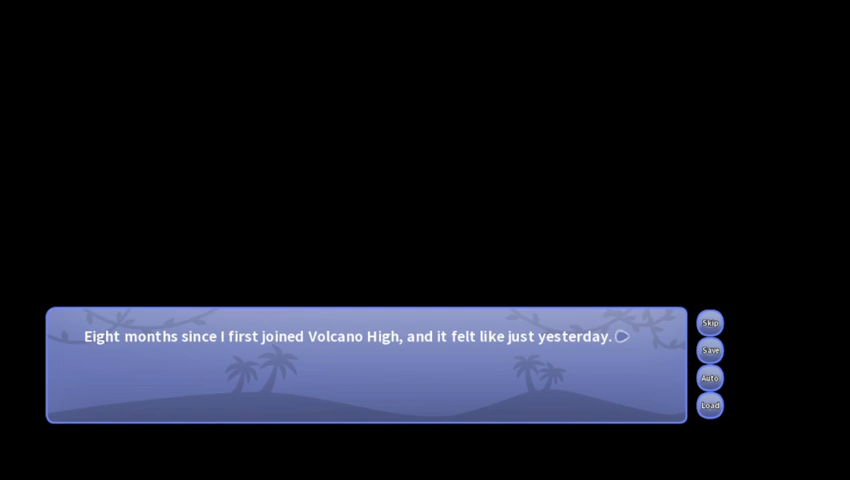 Eight months since I first joined Volcano High, and it felt like just yesterday.
Skip
Save
Auto
Load